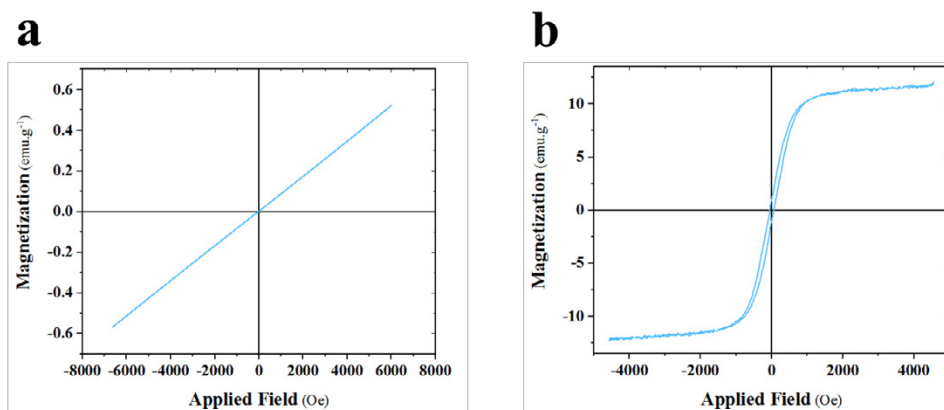 a
b
0.6
0.4
0.2
0.0
-0.2
-0.4
-0.6
Magnetization (emu.g-1)
-8000 -6000 -4000 -2000 0 2000 4000 6000 8000
Applied Field (Oe)
10
5
0
-5
-10
Magnetization (emu.g-1)
-4000 -2000 0 2000 4000
Applied Field (Oe)